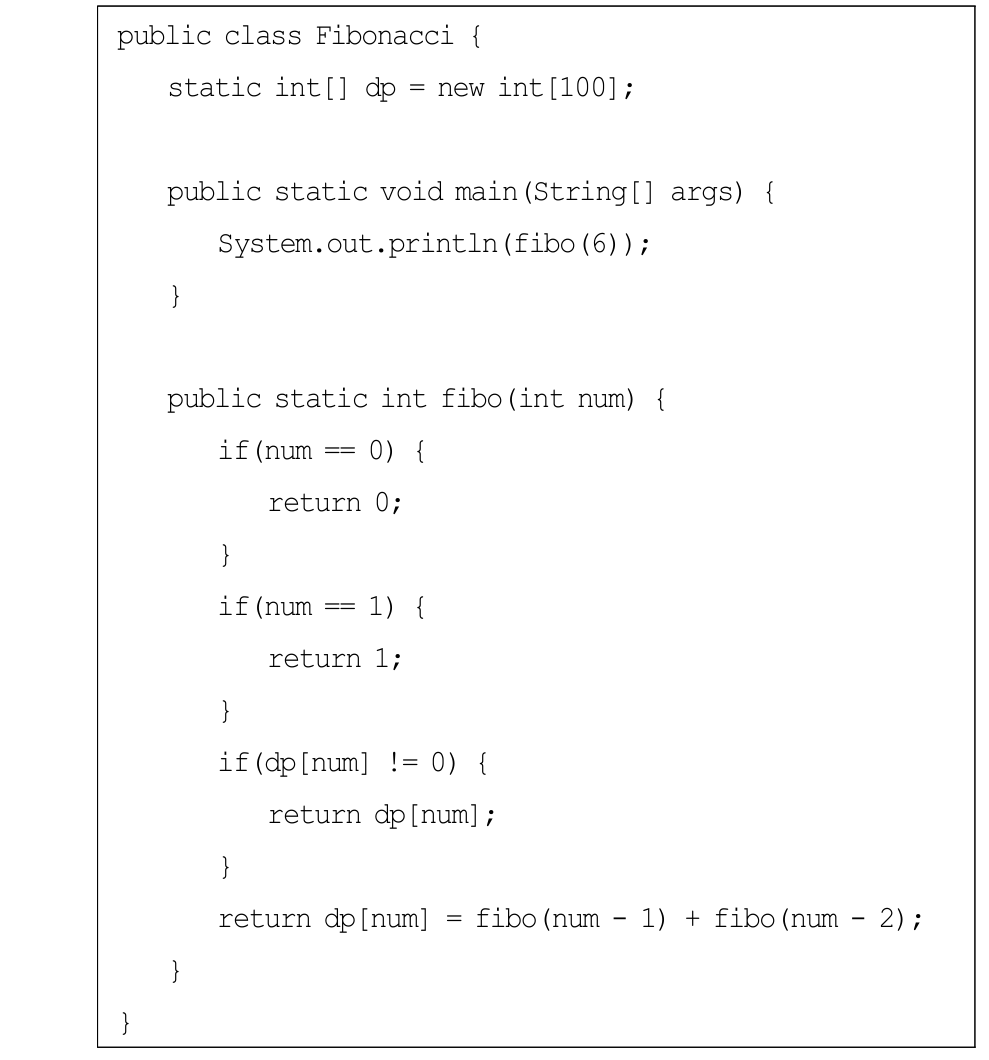 public class Fibonacci {
static int[] dp = new int[100];
public static void main(String[] args) {
System.out.println(fibo(6));
}
public static int fibo(int num) {
if(num == 0) {
return 0;
}
if(num == 1) {
return 1;
}
if(dp[num] != 0) {
return dp[num];
}
return dp[num] = fibo(num - 1) + fibo(num - 2);
}
}